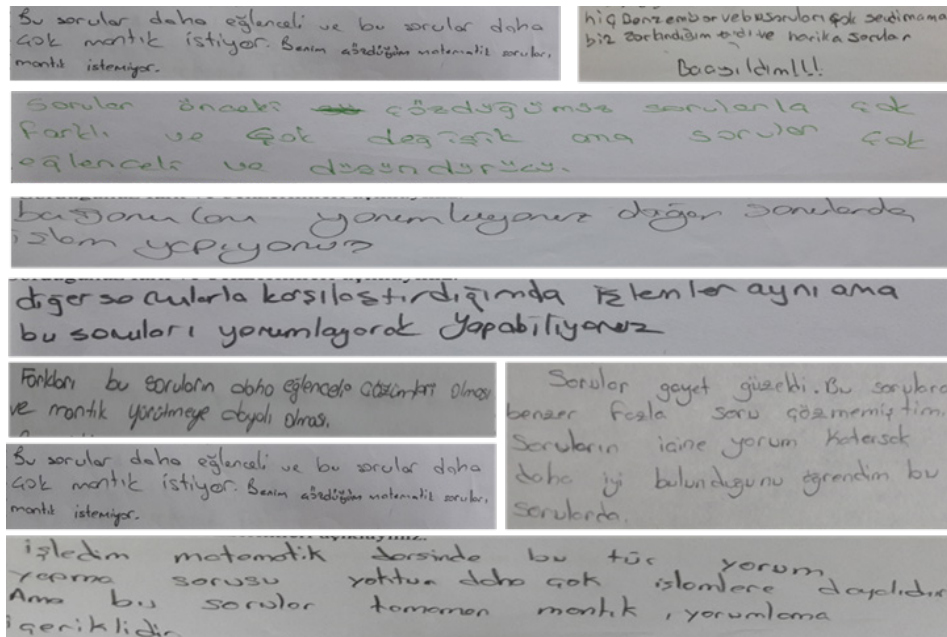 Bu sorular daha eğlenceli ve bu sorular daha
çok mantık istiyor. Benim çözdüğüm matematik soruları,
mantık istemiyor.
hiç benzemiyor ve bu soruları çok sevdim ama
biz zorlandığım ve harika sorular
Bayıldım!!!
Sorular önceki çözdüğümüz sorularla çok
farklı ve çok değişik ama sorular çok
eğlenceli ve düşündürücü.
yorumluyoruz diğer sorularda
işlem yapıyoruz
diğer sorularla karşılaştırdığımda işlemler aynı ama
bu soruları yorumlayarak yapabiliyoruz
Farkları bu soruların daha eğlenceli çözümleri olması
ve mantık yürütmeye dayalı olması.
Sorular gayet güzeldi. Bu sorulara
benzer fazla soru çözmemiştim.
Soruların içine yorum katarsak
daha iyi bulunduğunu öğrendim bu
sorularda.
Bu sorular daha eğlenceli ve bu sorular daha
çok mantık istiyor. Benim çözdüğüm matematik soruları,
mantık istemiyor.
işledim matematik dersinde bu tür yorum
yapma sorusu yoktur daha çok işlemlere dayalıdır
Ama bu sorular tamamen mantık, yorumlama
içeriklidir